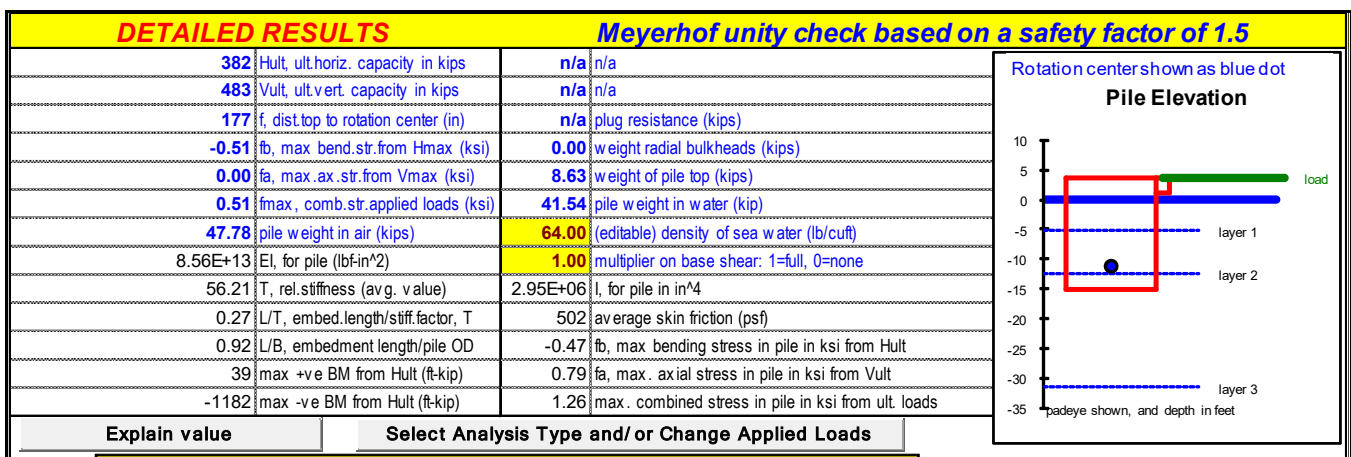 DETAILED RESULTS Meyerhof unity check based on a safety factor of 1.5
382 Hult, ult.horiz. capacity in kips n/a n/a
483 Vult, ult.vert. capacity in kips n/a n/a
177 f, dist.top to rotation center (in) n/a plug resistance (kips)
-0.51 fb, max bend.str.from Hmax (ksi) 0.00 weight radial bulkheads (kips)
0.00 fa, max.ax.str.from Vmax (ksi) 8.63 weight of pile top (kips)
0.51 fmax, comb.str.applied loads (ksi) 41.54 pile weight in water (kip)
47.78 pile weight in air (kips) 64.00 (editable) density of sea water (lb/cuft)
8.56E+13 EI, for pile (lbf-in^2) 1.00 multiplier on base shear: 1=full, 0=none
56.21 T, rel.stiffness (avg. value) 2.95E+06 I, for pile in in^4
0.27 L/T, embed.length/stiff.factor, T 502 average skin friction (psf)
0.92 L/B, embedment length/pile OD -0.47 fb, max bending stress in pile in ksi from Hult
39 max +ve BM from Hult (ft-kip) 0.79 fa, max. axial stress in pile in ksi from Vult
-1182 max -ve BM from Hult (ft-kip) 1.26 max. combined stress in pile in ksi from ult. loads
Explain value Select Analysis Type and/or Change Applied Loads
Rotation center shown as blue dot
Pile Elevation
10
5
load
0
-5
layer 1
-10
layer 2
-15
-20
-25
-30
layer 3
-35
padeye shown, and depth in feet